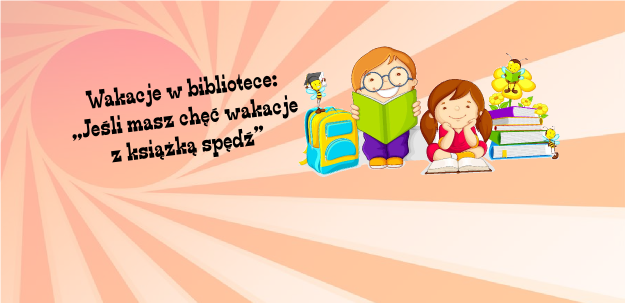 Wakacje w bibliotece:
„Jeśli masz chęć wakacje
z książką spędź”